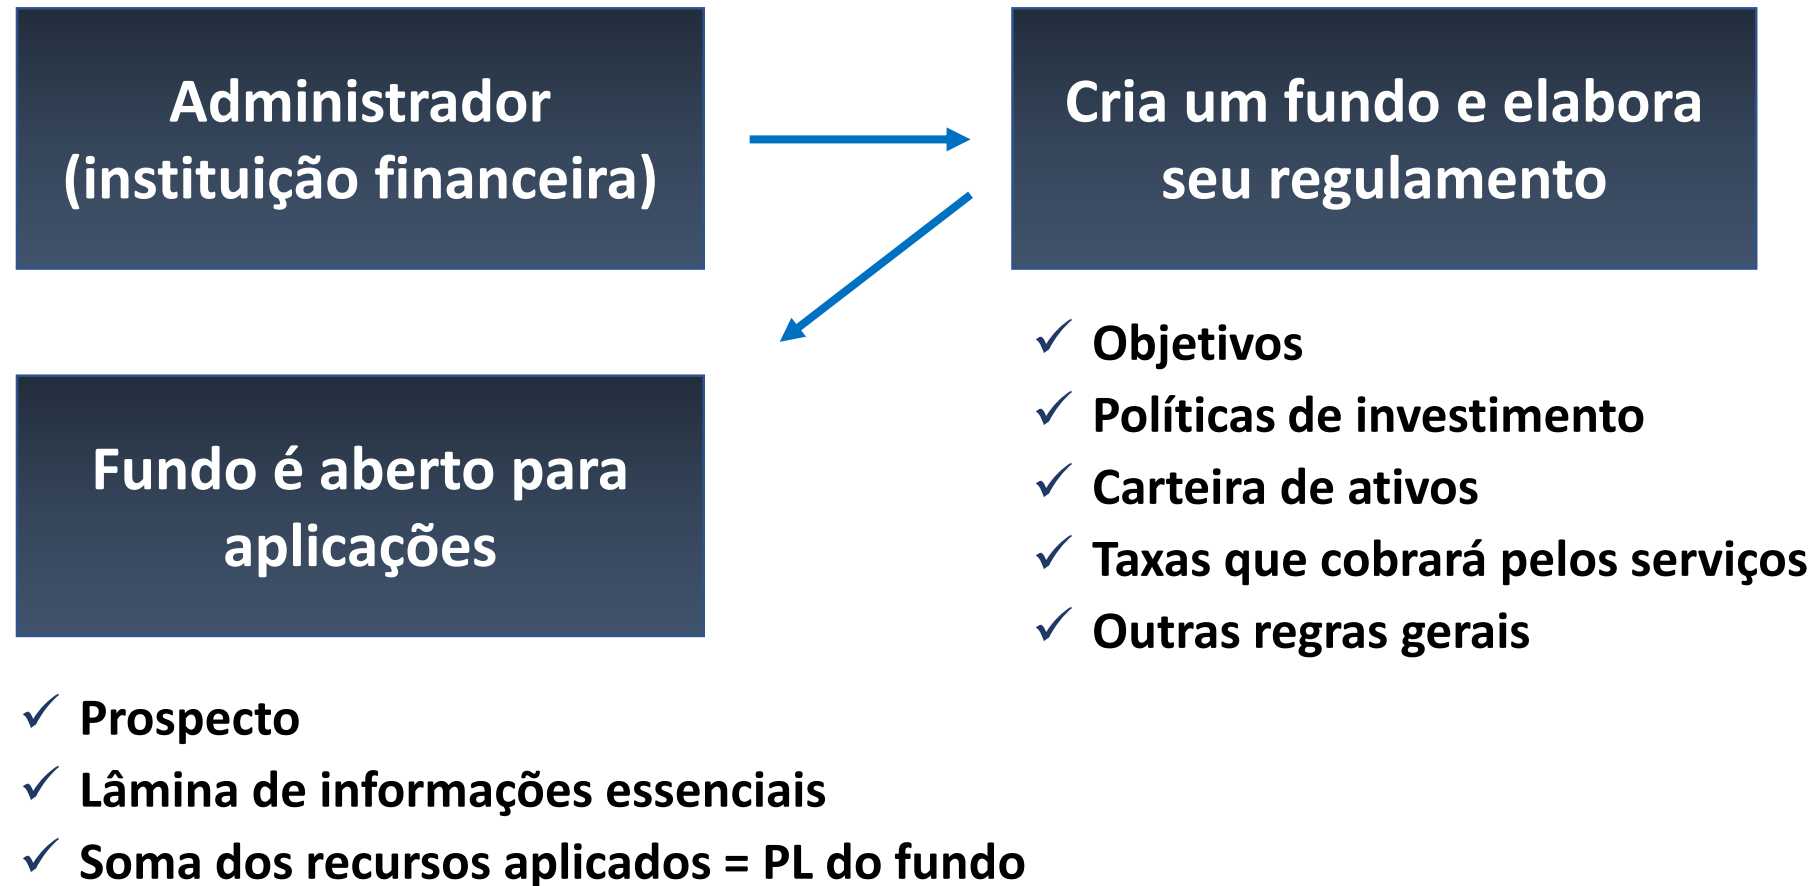 Administrador
(instituição financeira)
Cria um fundo e elabora
seu regulamento
✓ Objetivos
✓ Políticas de investimento
✓ Carteira de ativos
✓ Taxas que cobrará pelos serviços
✓ Outras regras gerais
Fundo é aberto para
aplicações
✓ Prospecto
✓ Lâmina de informações essenciais
✓ Soma dos recursos aplicados = PL do fundo